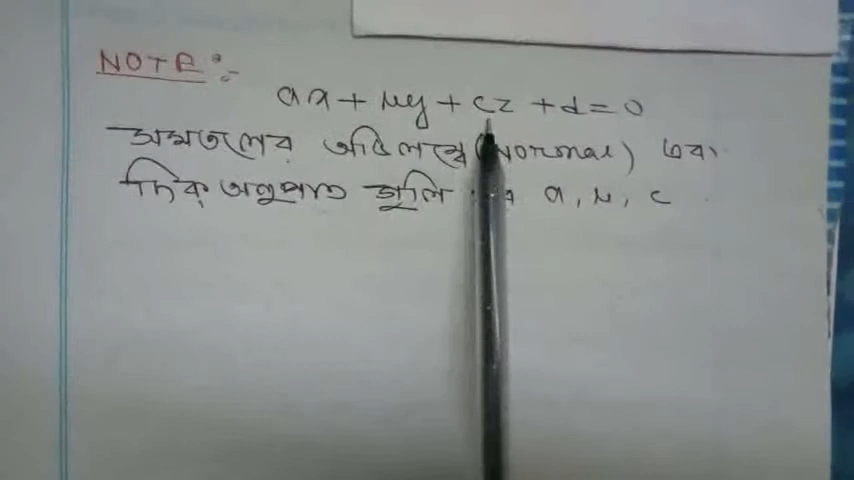 NOTE :-
ax + by + cz + d = 0
সমতলের অভিলম্বে (Normal) এর
দিক্ অনুপাত গুলি a, b, c